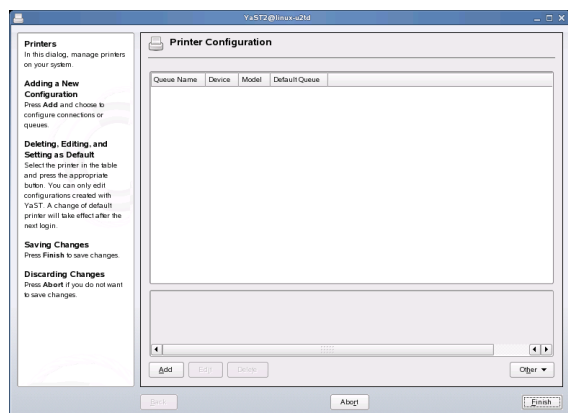 YaST2@linux-u2td
Printers
In this dialog, manage printers
on your system.
Adding a New
Configuration
Press Add and choose to
configure connections or
queues.
Deleting, Editing, and
Setting as Default
Select the printer in the table
and press the appropriate
button. You can only edit
configurations created with
YaST. A change of default
printer will take effect after the
next login.
Saving Changes
Press Finish to save changes.
Discarding Changes
Press Abort if you do not want
to save changes.
Printer Configuration
Queue Name Device Model Default Queue
Add Edit Delete Other
Back Abort Finish